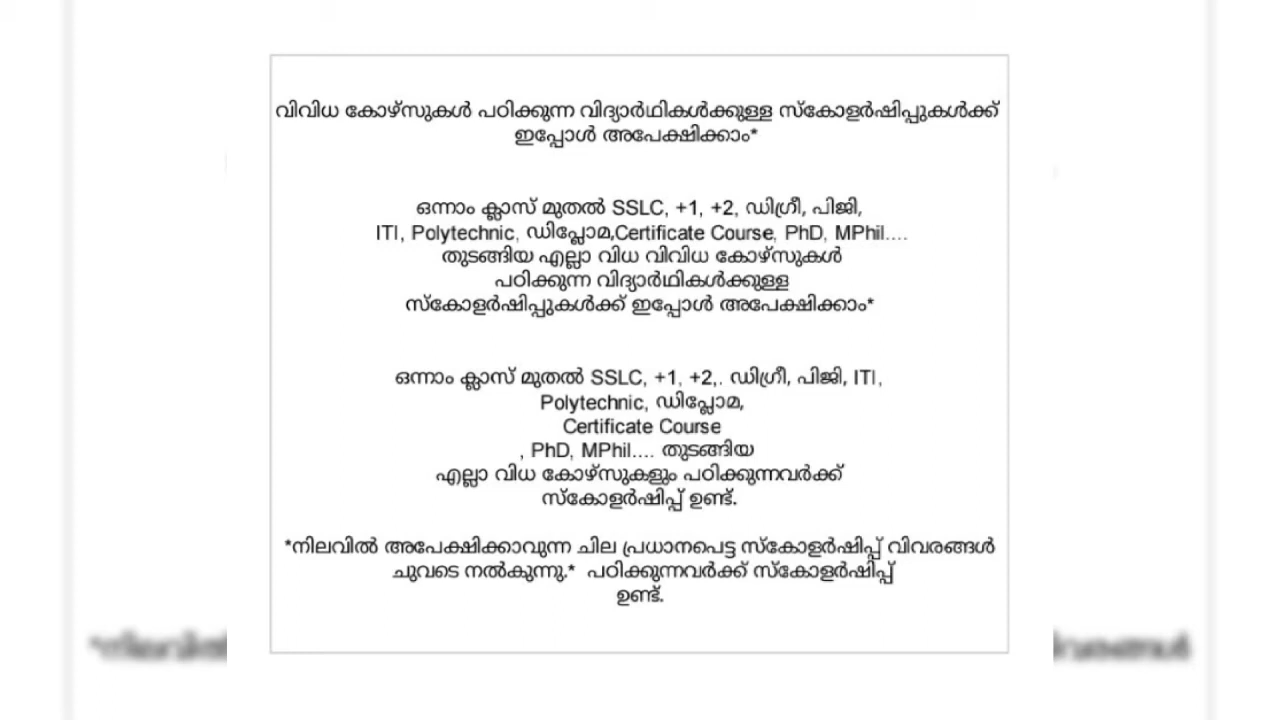 വിവിധ കോഴ്സുകൾ പഠിക്കുന്ന വിദ്യാർഥികൾക്കുള്ള സ്കോളർഷിപ്പുകൾക്ക്
ഇപ്പോൾ അപേക്ഷിക്കാം*
ഒന്നാം ക്ലാസ് മുതൽ SSLC, +1, +2, ഡിഗ്രീ, പിജി,
ITI, Polytechnic, ഡിപ്ലോമ,Certificate Course, PhD, MPhil....
തുടങ്ങിയ എല്ലാ വിധ വിവിധ കോഴ്സുകൾ
പഠിക്കുന്ന വിദ്യാർഥികൾക്കുള്ള
സ്കോളർഷിപ്പുകൾക്ക് ഇപ്പോൾ അപേക്ഷിക്കാം*
ഒന്നാം ക്ലാസ് മുതൽ SSLC, +1, +2,. ഡിഗ്രീ, പിജി, ITI,
Polytechnic, ഡിപ്ലോമ,
Certificate Course
, PhD, MPhil.... തുടങ്ങിയ
എല്ലാ വിധ കോഴ്സുകളും പഠിക്കുന്നവർക്ക്
സ്കോളർഷിപ്പ് ഉണ്ട്.
*നിലവിൽ അപേക്ഷിക്കാവുന്ന ചില പ്രധാനപെട്ട സ്കോളർഷിപ്പ് വിവരങ്ങൾ
ചുവടെ നൽകുന്നു.* പഠിക്കുന്നവർക്ക് സ്കോളർഷിപ്പ്
ഉണ്ട്.
*നിലവിൽ